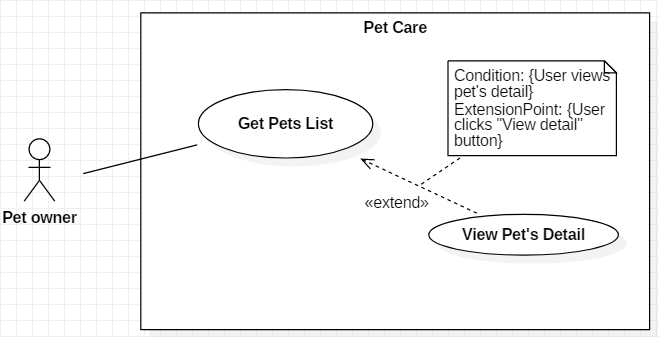 Pet Care
Condition: {User views
pet's detail}
ExtensionPoint: {User
clicks "View detail"
button}
Get Pets List
«extend»
Pet owner
View Pet's Detail